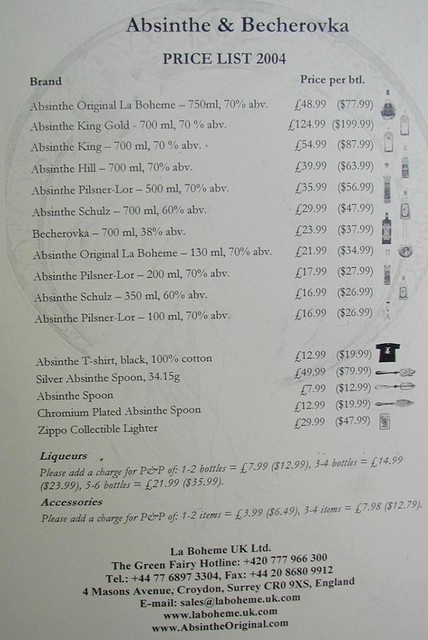 Absinthe & Becherovka
PRICE LIST 2004
Brand Price per btl.
Absinthe Original La Boheme – 750ml, 70% abv. £48.99 ($77.99)
Absinthe King Gold - 700 ml, 70 % abv. £124.99 ($199.99)
Absinthe King – 700 ml, 70 % abv. £54.99 ($87.99)
Absinthe Hill – 700 ml, 70% abv. £39.99 ($63.99)
Absinthe Pilsner-Lor – 500 ml, 70% abv. £35.99 ($56.99)
Absinthe Schulz – 700 ml, 60% abv. £29.99 ($47.99)
Becherovka – 700 ml, 38% abv. £23.99 ($37.99)
Absinthe Original La Boheme – 130 ml, 70% abv. £21.99 ($34.99)
Absinthe Pilsner-Lor – 200 ml, 70% abv. £17.99 ($27.99)
Absinthe Schulz – 350 ml, 60% abv. £16.99 ($26.99)
Absinthe Pilsner-Lor – 100 ml, 70% abv. £16.99 ($26.99)
Absinthe T-shirt, black, 100% cotton £12.99 ($19.99)
Silver Absinthe Spoon, 34.15g £49.99 ($79.99)
Absinthe Spoon £7.99 ($12.99)
Chromium Plated Absinthe Spoon £12.99 ($19.99)
Zippo Collectible Lighter £29.99 ($47.99)
Liqueurs
Please add a charge for P&P of: 1-2 bottles = £7.99 ($12.99), 3-4 bottles = £14.99
($23.99), 5-6 bottles = £21.99 ($35.99).
Accessories
Please add a charge for P&P of: 1-2 items = £3.99 ($6.49), 3-4 items = £7.98 ($12.79).
La Boheme UK Ltd.
The Green Fairy Hotline: +420 777 966 300
Tel.: +44 77 6897 3304, Fax: +44 20 8680 9912
4 Masons Avenue, Croydon, Surrey CR0 9XS, England
E-mail: sales@laboheme.uk.com
www.laboheme.uk.com
www.AbsintheOriginal.com